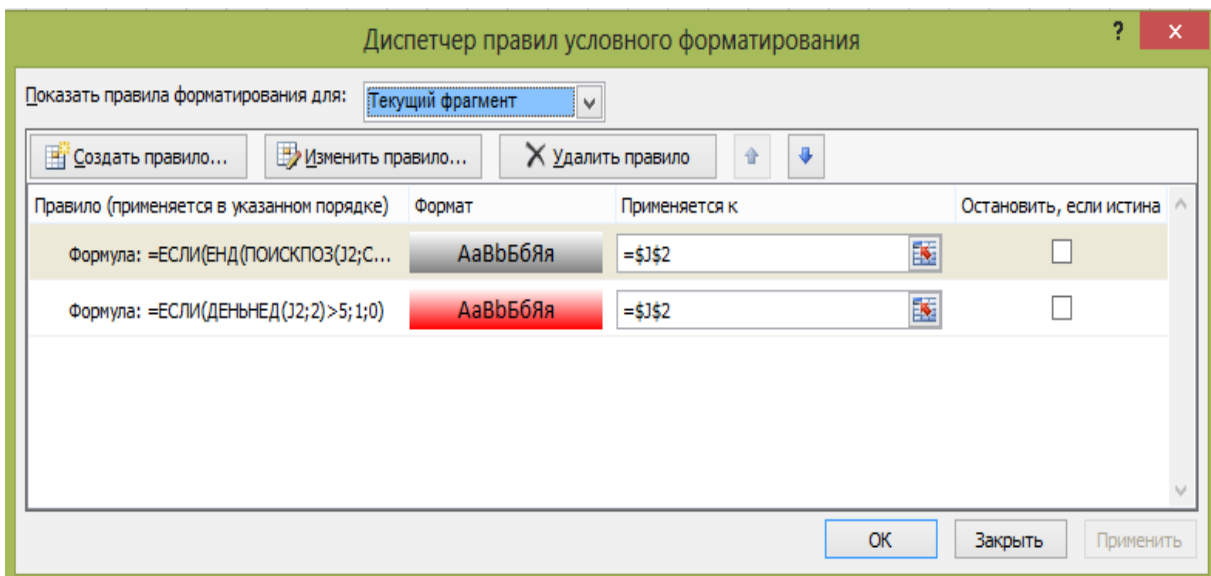 Диспетчер правил условного форматирования
? x
Показать правила форматирования для: Текущий фрагмент
Создать правило... Изменить правило... Удалить правило
Правило (применяется в указанном порядке) Формат Применяется к Остановить, если истина
Формула: =ЕСЛИ(ЕНД(ПОИСКПОЗ(J2;C... АаВbБбЯя =$J$2
Формула: =ЕСЛИ(ДЕНЬНЕД(J2;2)>5;1;0) АаВbБбЯя =$J$2
ОК Закрыть Применить